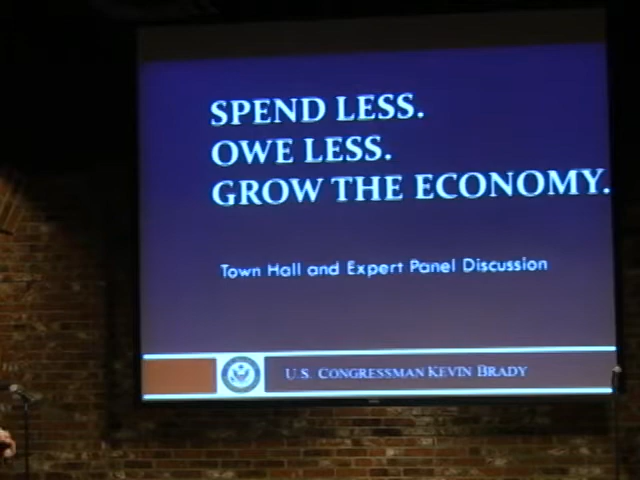 SPEND LESS.
OWE LESS.
GROW THE ECONOMY.
Town Hall and Expert Panel Discussion
U.S. CONGRESSMAN KEVIN BRADY